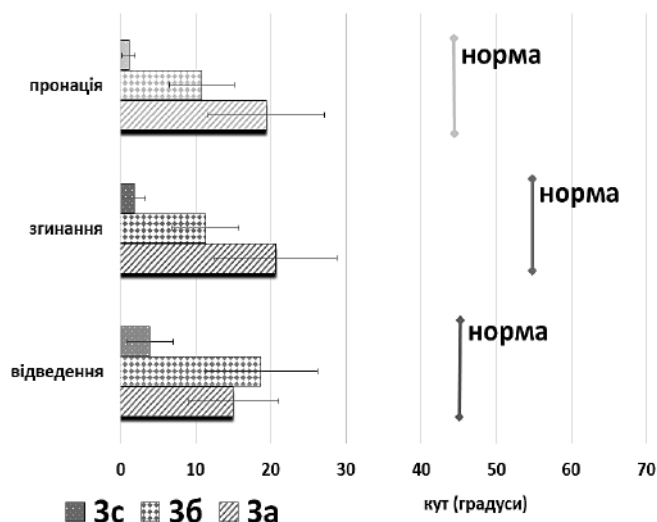 норма
пронація
норма
згинання
норма
відведення
0 10 20 30 40 50 60 70
кут (градуси)
3с 3б 3а